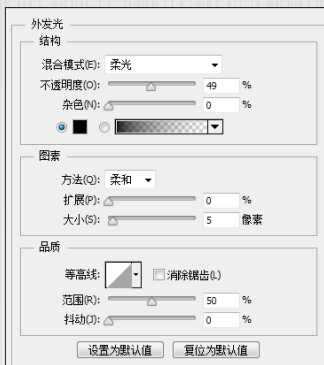 外发光
结构
混合模式(E): 柔光
不透明度(O): 49 %
杂色(N): 0 %
图素
方法(Q): 柔和
扩展(P): 0 %
大小(S): 5 像素
品质
等高线: 消除锯齿(L)
范围(R): 50 %
抖动(J): 0 %
设置为默认值 复位为默认值